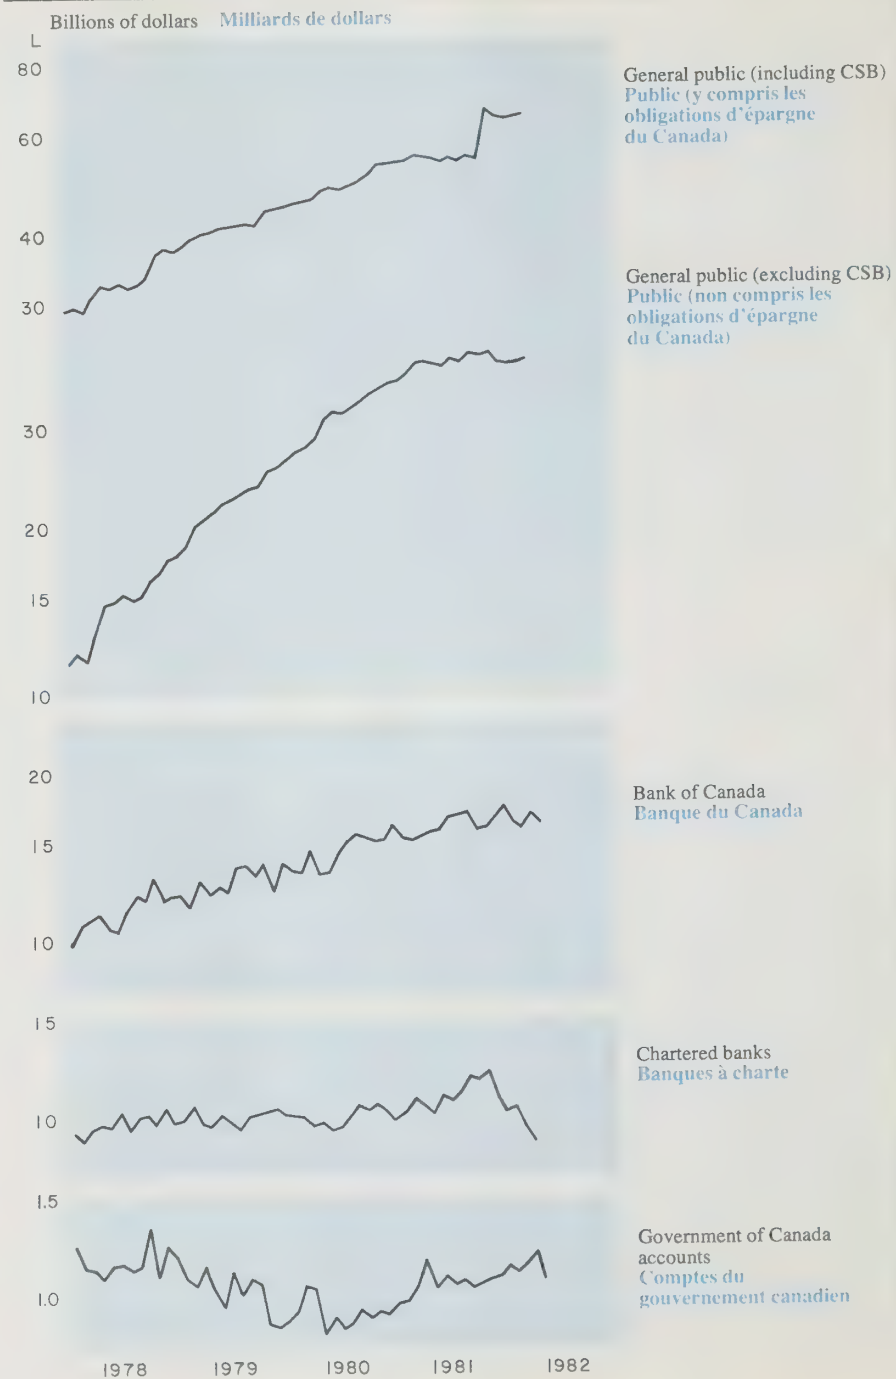 Billions of dollars Milliards de dollars
L
80
60
40
30
General public (including CSB)
Public (y compris les
obligations d'épargne
du Canada)
General public (excluding CSB)
Public (non compris les
obligations d'épargne
du Canada)
30
20
15
10
20
15
10
Bank of Canada
Banque du Canada
15
10
Chartered banks
Banques à charte
1.5
1.0
Government of Canada
accounts
Comptes du
gouvernement canadien
1978 1979 1980 1981 1982